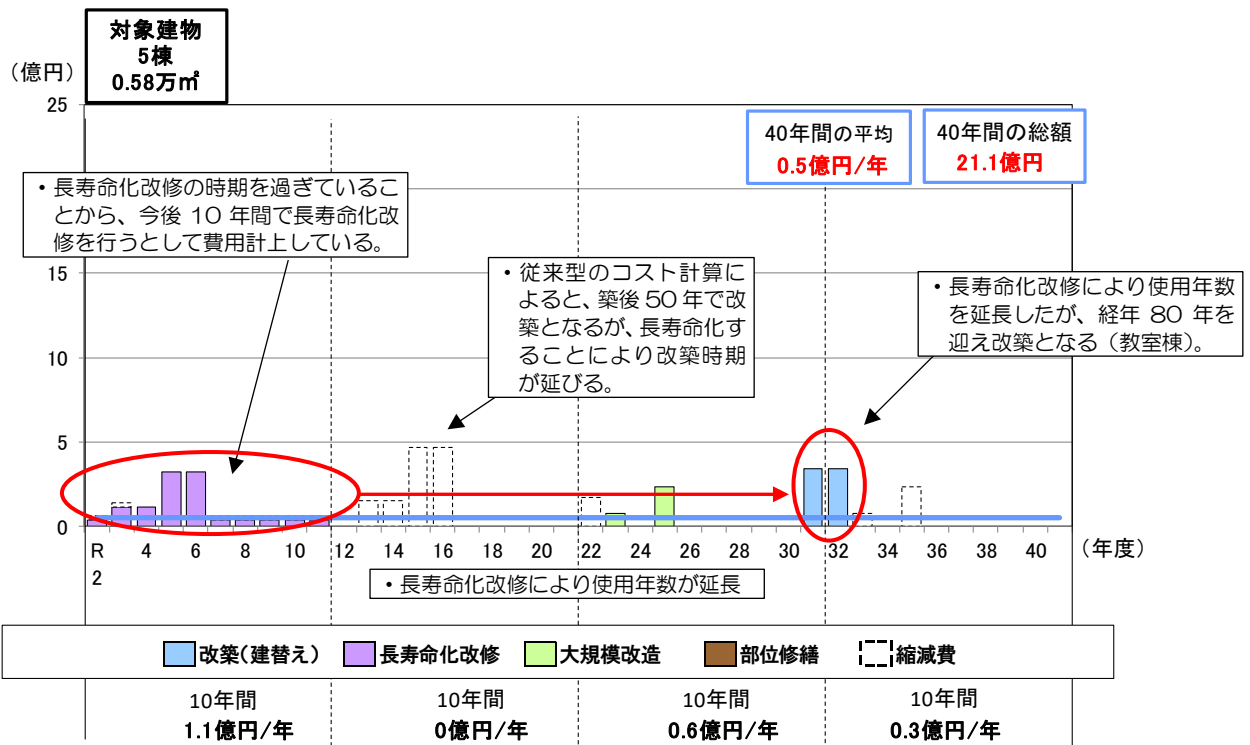 対象建物
5棟
0.58万㎡
(億円)
25
15
10
5
0
40年間の平均
0.5億円/年
40年間の総額
21.1億円
・長寿命化改修の時期を過ぎているこ
とから、今後 10 年間で長寿命化改
修を行うとして費用計上している。
・従来型のコスト計算に
よると、築後 50 年で改
築となるが、長寿命化す
ることにより改築時期
が延びる。
・長寿命化改修により使用年数
を延長したが、経年 80 年を
迎え改築となる（教室棟）。
R 4 6 8 10 12 14 16 18 20 22 24 26 28 30 32 34 36 38 40 (年度)
2
・長寿命化改修により使用年数が延長
改築(建替え) 長寿命化改修 大規模改造 部位修繕 縮減費
10年間 10年間 10年間 10年間
1.1億円/年 0億円/年 0.6億円/年 0.3億円/年